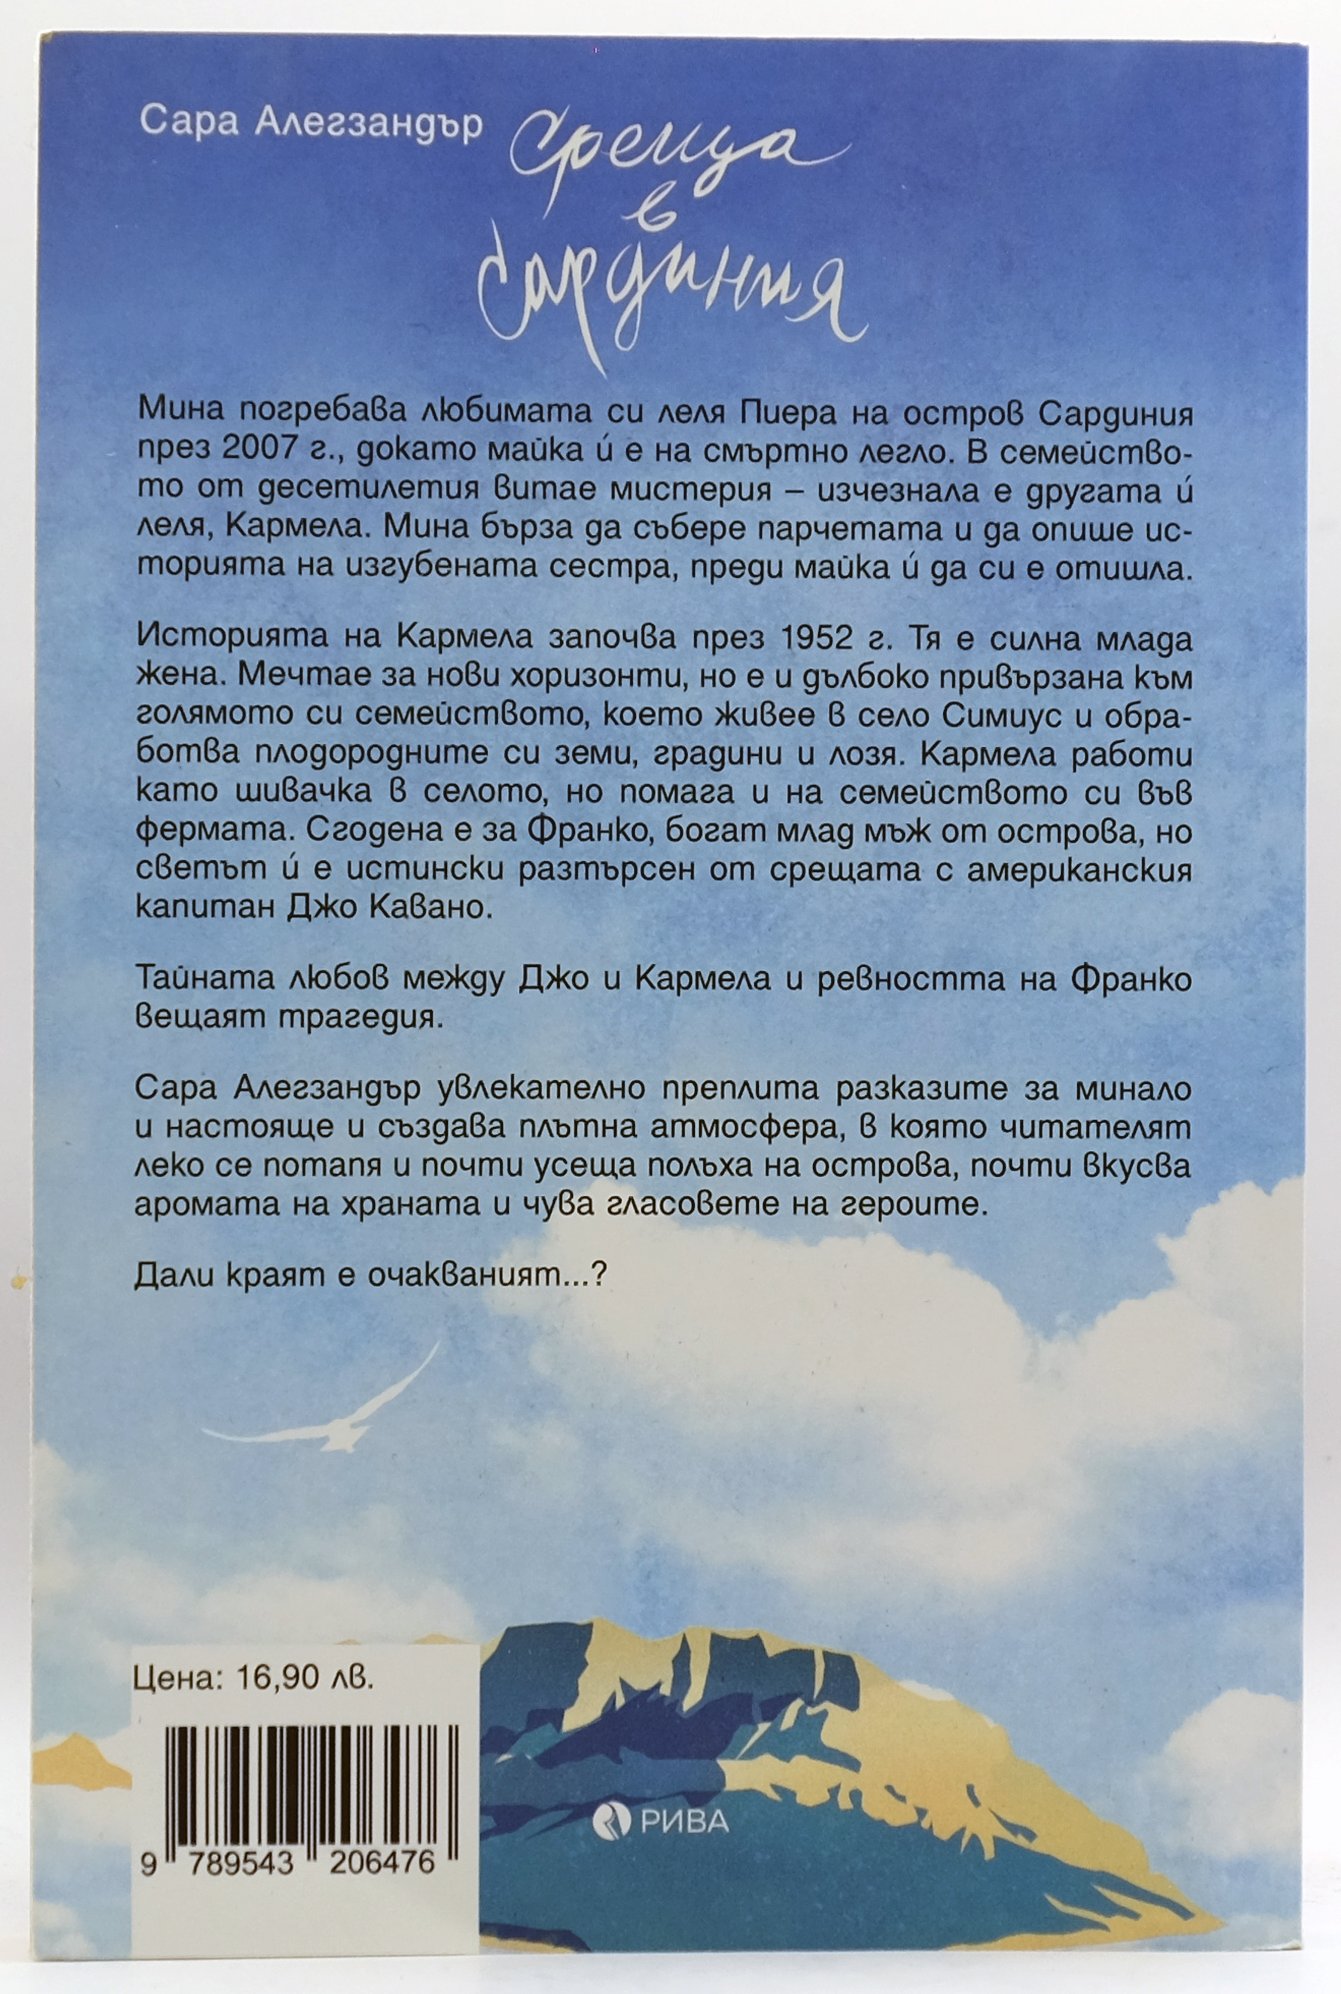 Сара Алегзандър
Среща
в
Сардиния
Мина погребава любимата си леля Пиера на остров Сардиния
през 2007 г., докато майка ѝ е на смъртно легло. В семейство-
то от десетилетия витае мистерия – изчезнала е другата ѝ
леля, Кармела. Мина бърза да събере парчетата и да опише ис-
торията на изгубената сестра, преди майка ѝ да си е отишла.
Историята на Кармела започва през 1952 г. Тя е силна млада
жена. Мечтае за нови хоризонти, но е и дълбоко привързана към
голямото си семейството, което живее в село Симиус и обра-
ботва плодородните си земи, градини и лозя. Кармела работи
като шивачка в селото, но помага и на семейството си във
фермата. Сгодена е за Франко, богат млад мъж от острова, но
светът ѝ е истински разтърсен от срещата с американския
капитан Джо Кавано.
Тайната любов между Джо и Кармела и ревността на Франко
вещаят трагедия.
Сара Алегзандър увлекателно преплита разказите за минало
и настояще и създава плътна атмосфера, в която читателят
леко се потапя и почти усеща полъха на острова, почти вкусва
аромата на храната и чува гласовете на героите.
Дали краят е очакваният...?
Цена: 16,90 лв.
РИВА
9 789543 206476